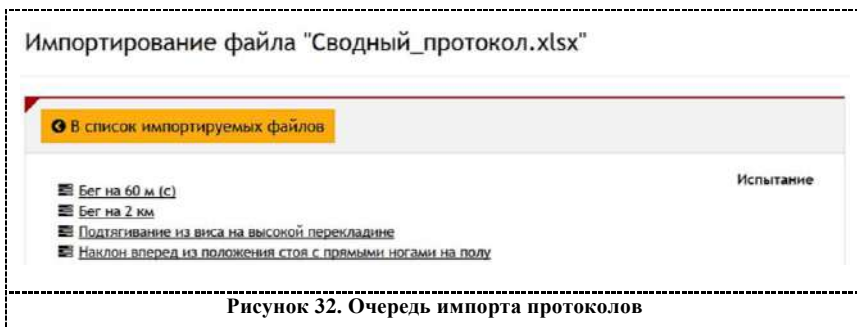 Импортирование файла "Сводный_протокол.xlsx"
В список импортируемых файлов
Испытание
Бег на 60 м (с)
Бег на 2 км
Подтягивание из виса на высокой перекладине
Наклон вперед из положения стоя с прямыми ногами на полу
Рисунок 32. Очередь импорта протоколов